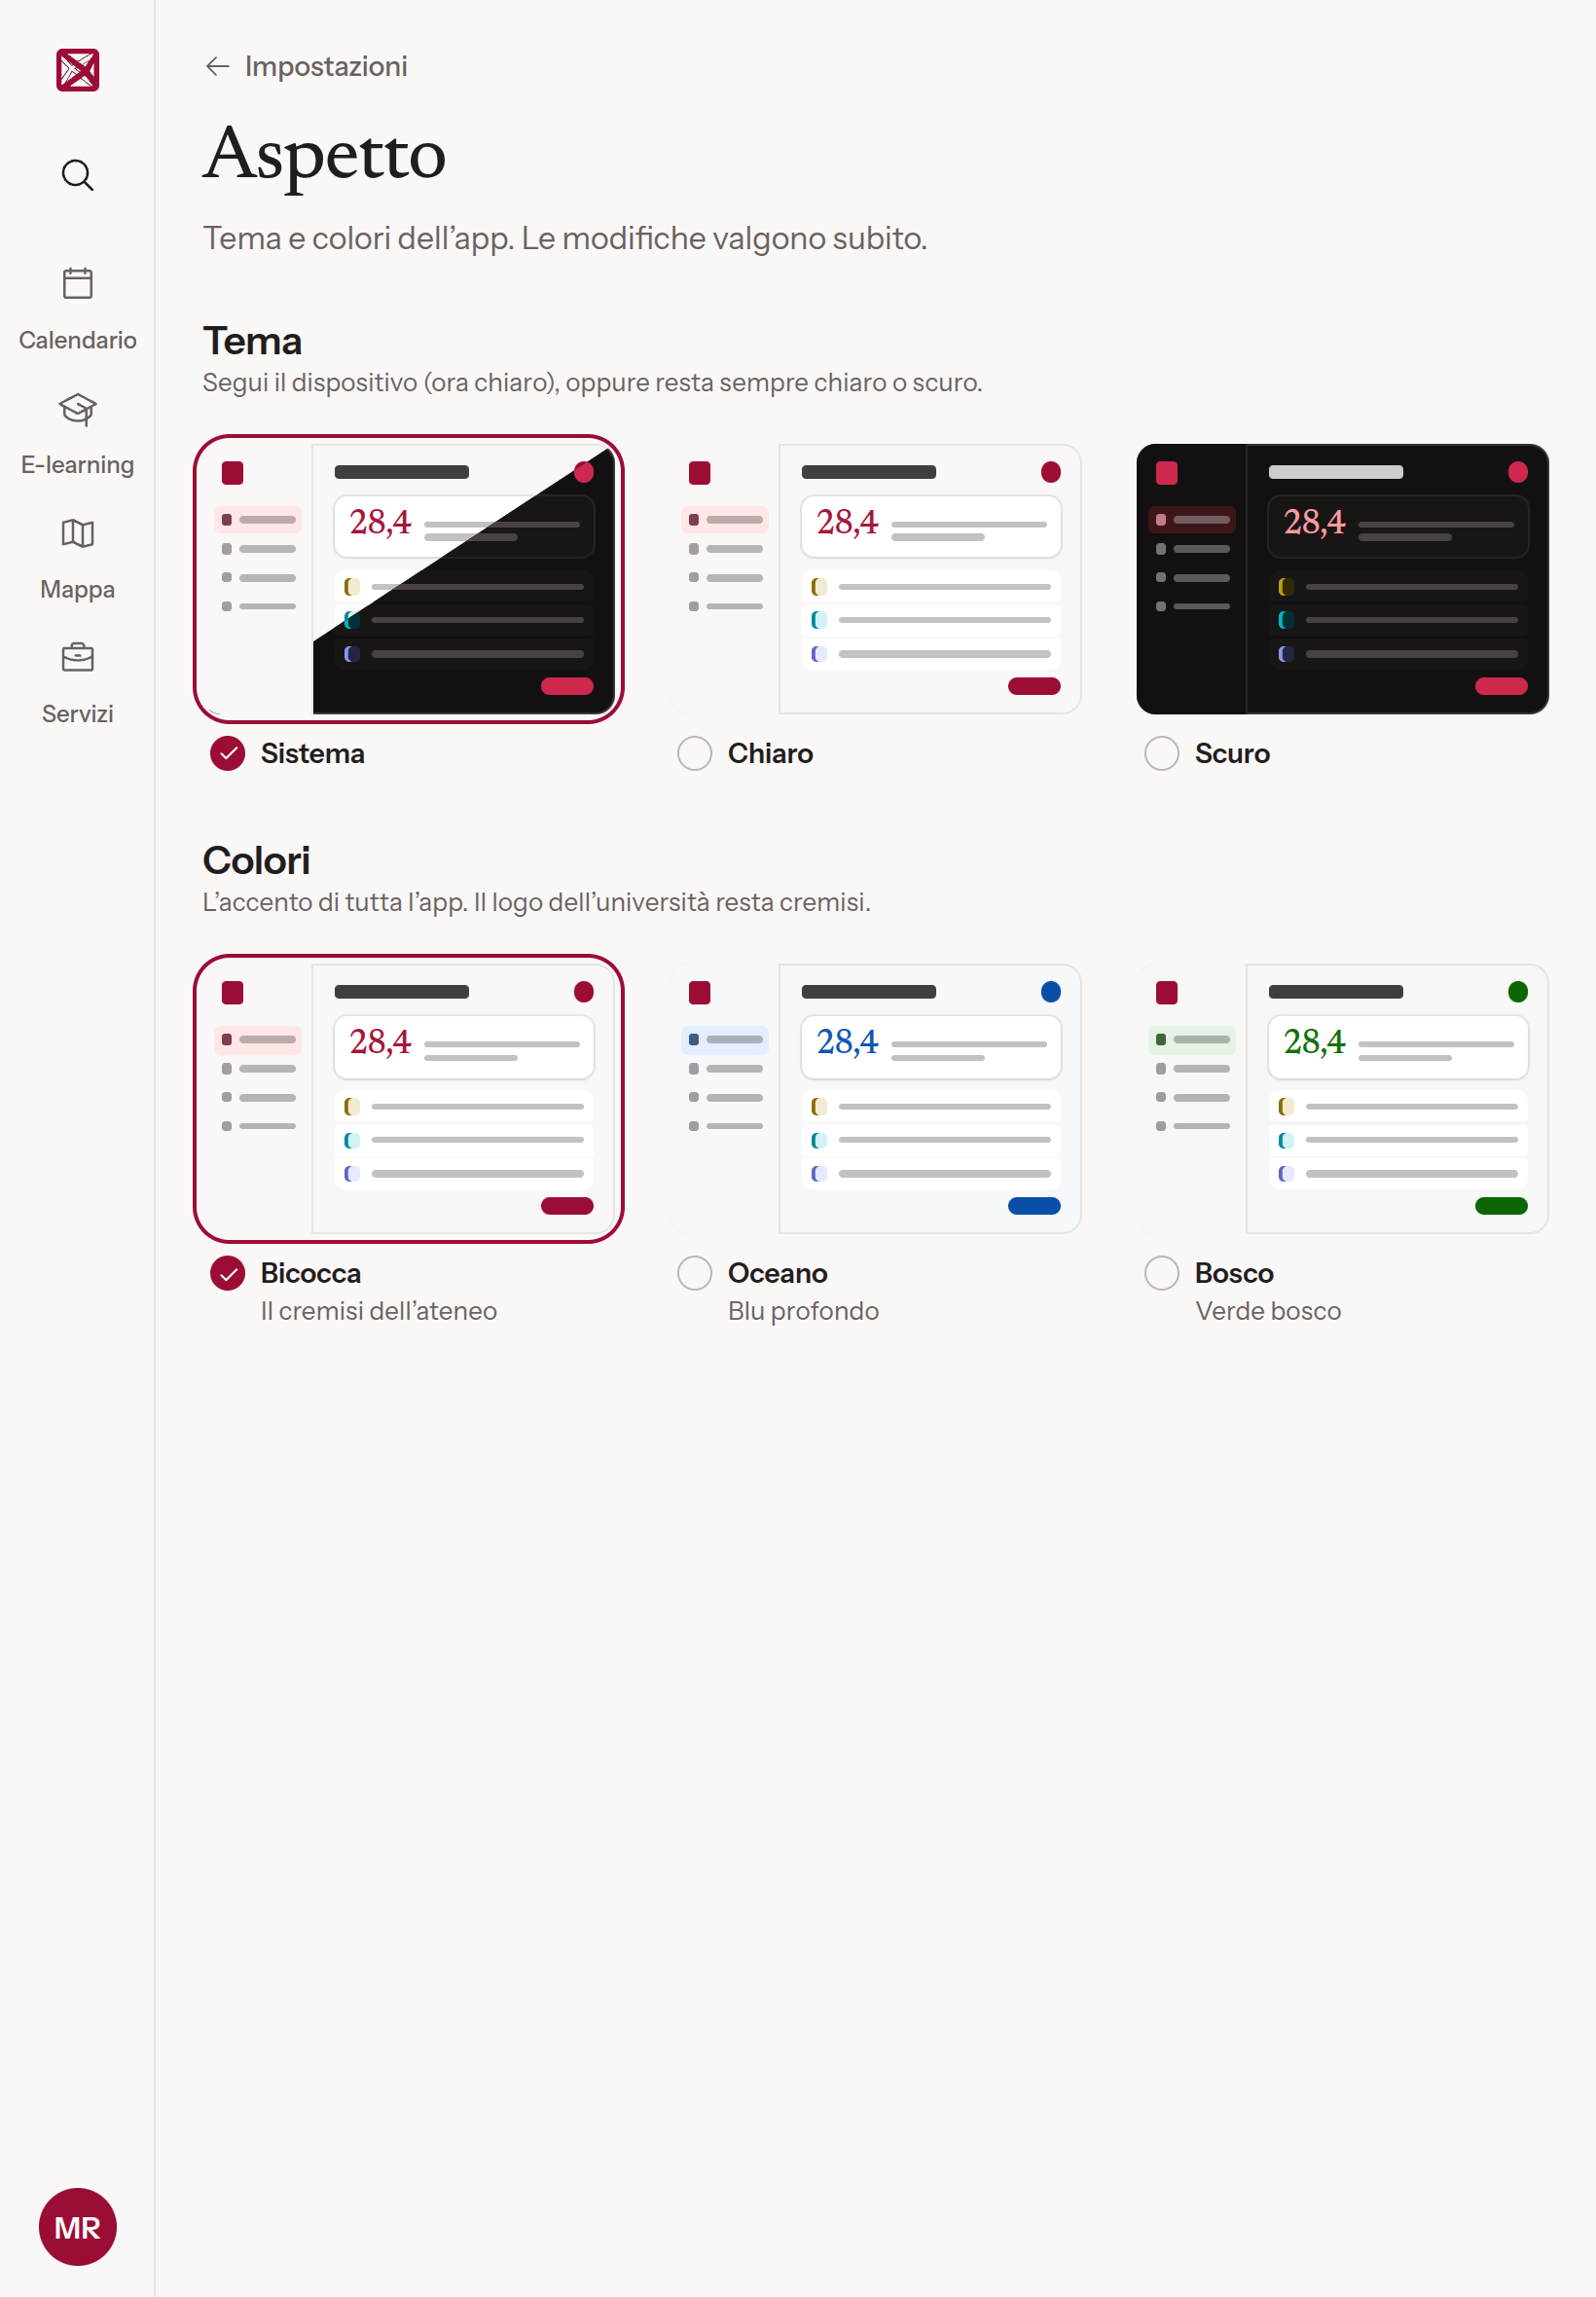 Impostazioni
Aspetto
Tema e colori dell’app. Le modifiche valgono subito.
Calendario
E-learning
Mappa
Servizi
Tema
Segui il dispositivo (ora chiaro), oppure resta sempre chiaro o scuro.
28,4
28,4
28,4
Sistema
Chiaro
Scuro
Colori
L’accento di tutta l’app. Il logo dell’università resta cremisi.
28,4
28,4
28,4
Bicocca
Il cremisi dell’ateneo
Oceano
Blu profondo
Bosco
Verde bosco
MR